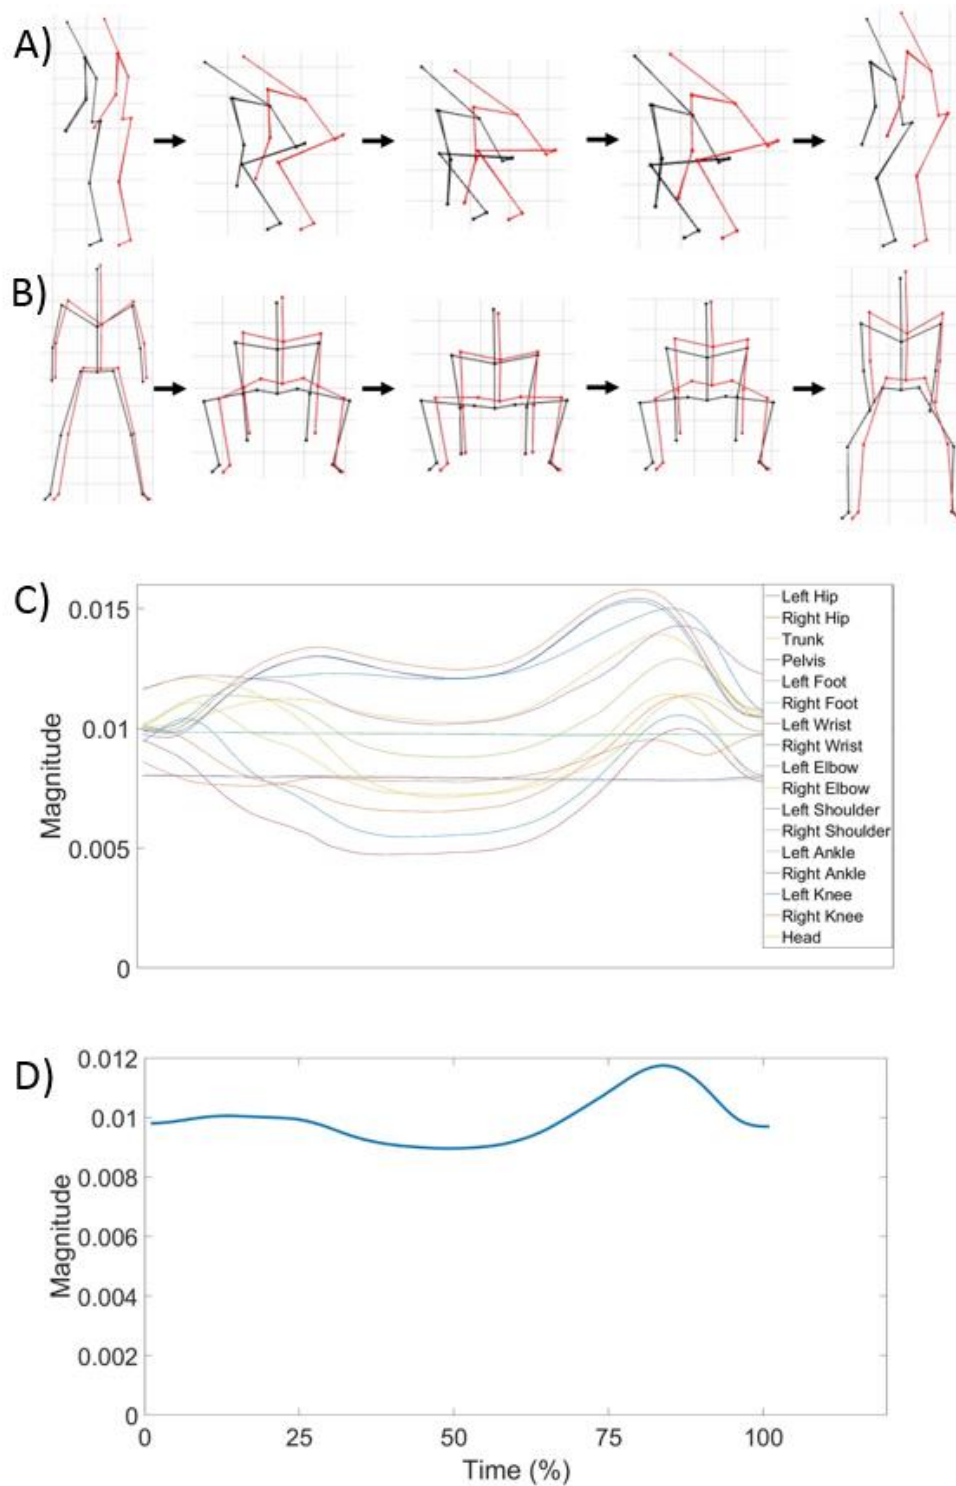 A)
B)
C)
0.015
0.01
0.005
0
Magnitude
Left Hip
Right Hip
Trunk
Pelvis
Left Foot
Right Foot
Left Wrist
Right Wrist
Left Elbow
Right Elbow
Left Shoulder
Right Shoulder
Left Ankle
Right Ankle
Left Knee
Right Knee
Head
D)
0.012
0.01
0.008
0.006
0.004
0.002
0
Magnitude
0 25 50 75 100
Time (%)